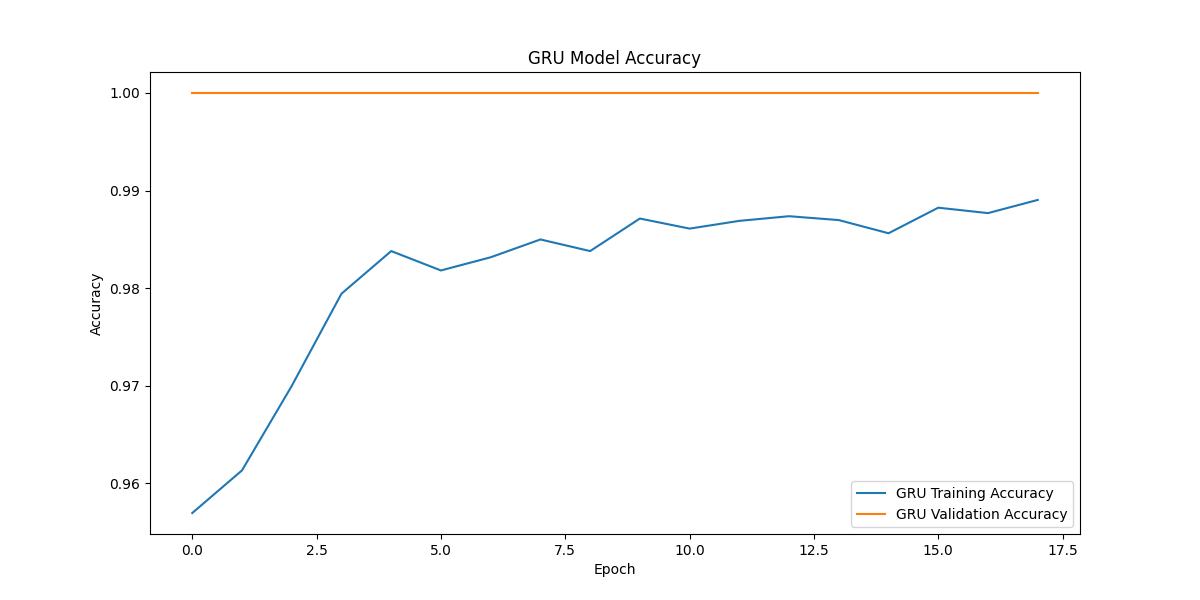 GRU Model Accuracy
1.00
0.99
0.98
0.97
0.96
Accuracy
GRU Training Accuracy
GRU Validation Accuracy
0.0 2.5 5.0 7.5 10.0 12.5 15.0 17.5
Epoch